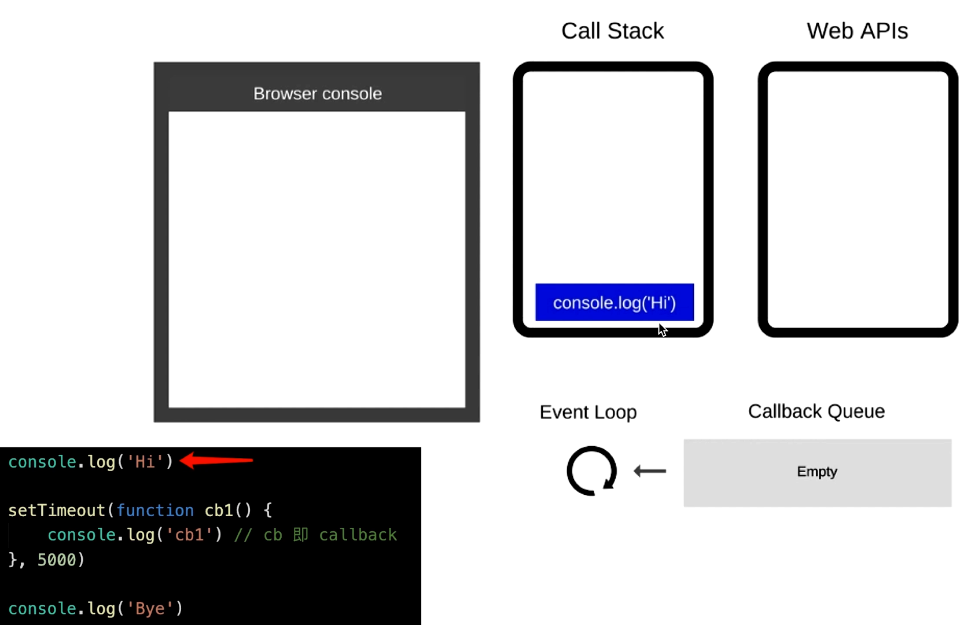 Call Stack
Web APIs
Browser console
console.log('Hi')
Event Loop
Callback Queue
Empty
console.log('Hi')
setTimeout(function cb1() {
    console.log('cb1') // cb 即 callback
}, 5000)
console.log('Bye')